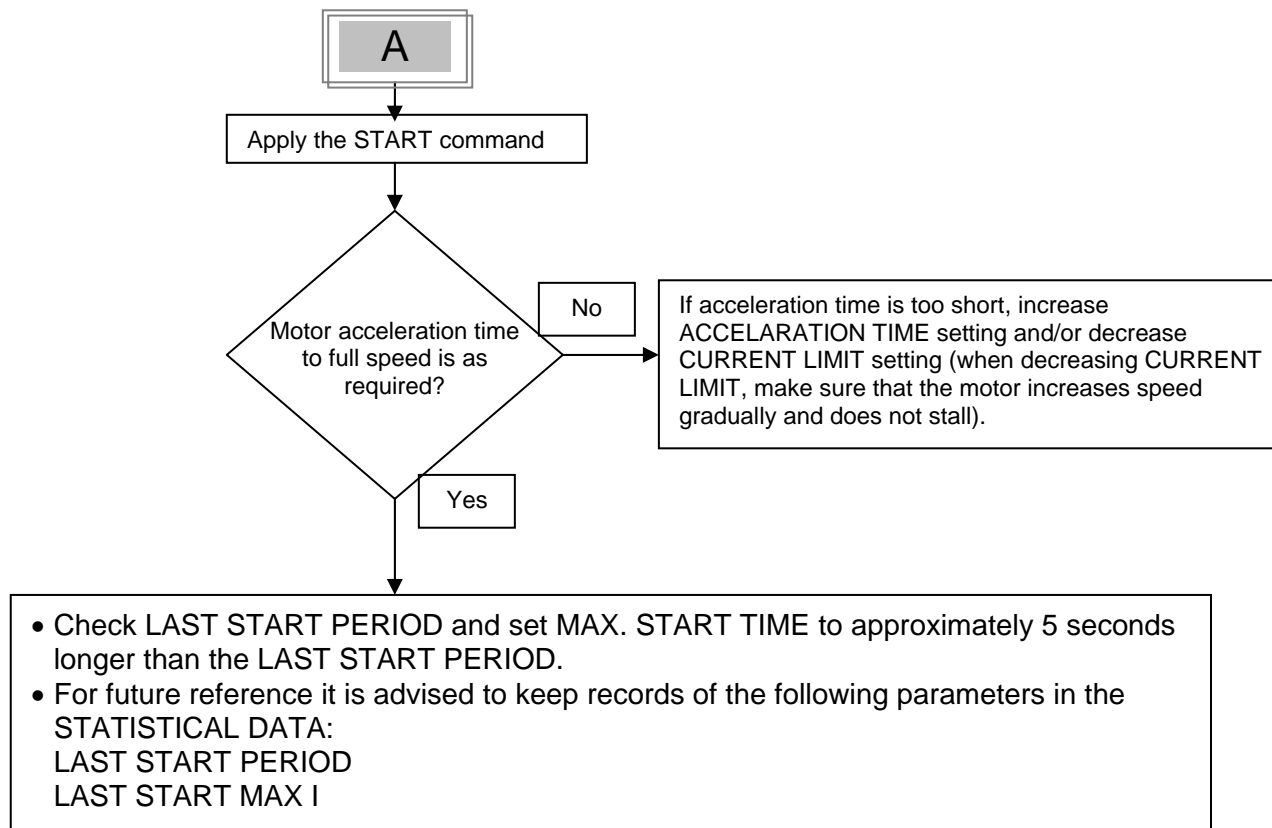 A
Apply the START command
Motor acceleration time
to full speed is as
required?
No
If acceleration time is too short, increase
ACCELARATION TIME setting and/or decrease
CURRENT LIMIT setting (when decreasing CURRENT
LIMIT, make sure that the motor increases speed
gradually and does not stall).
Yes
• Check LAST START PERIOD and set MAX. START TIME to approximately 5 seconds
longer than the LAST START PERIOD.
• For future reference it is advised to keep records of the following parameters in the
STATISTICAL DATA:
LAST START PERIOD
LAST START MAX I